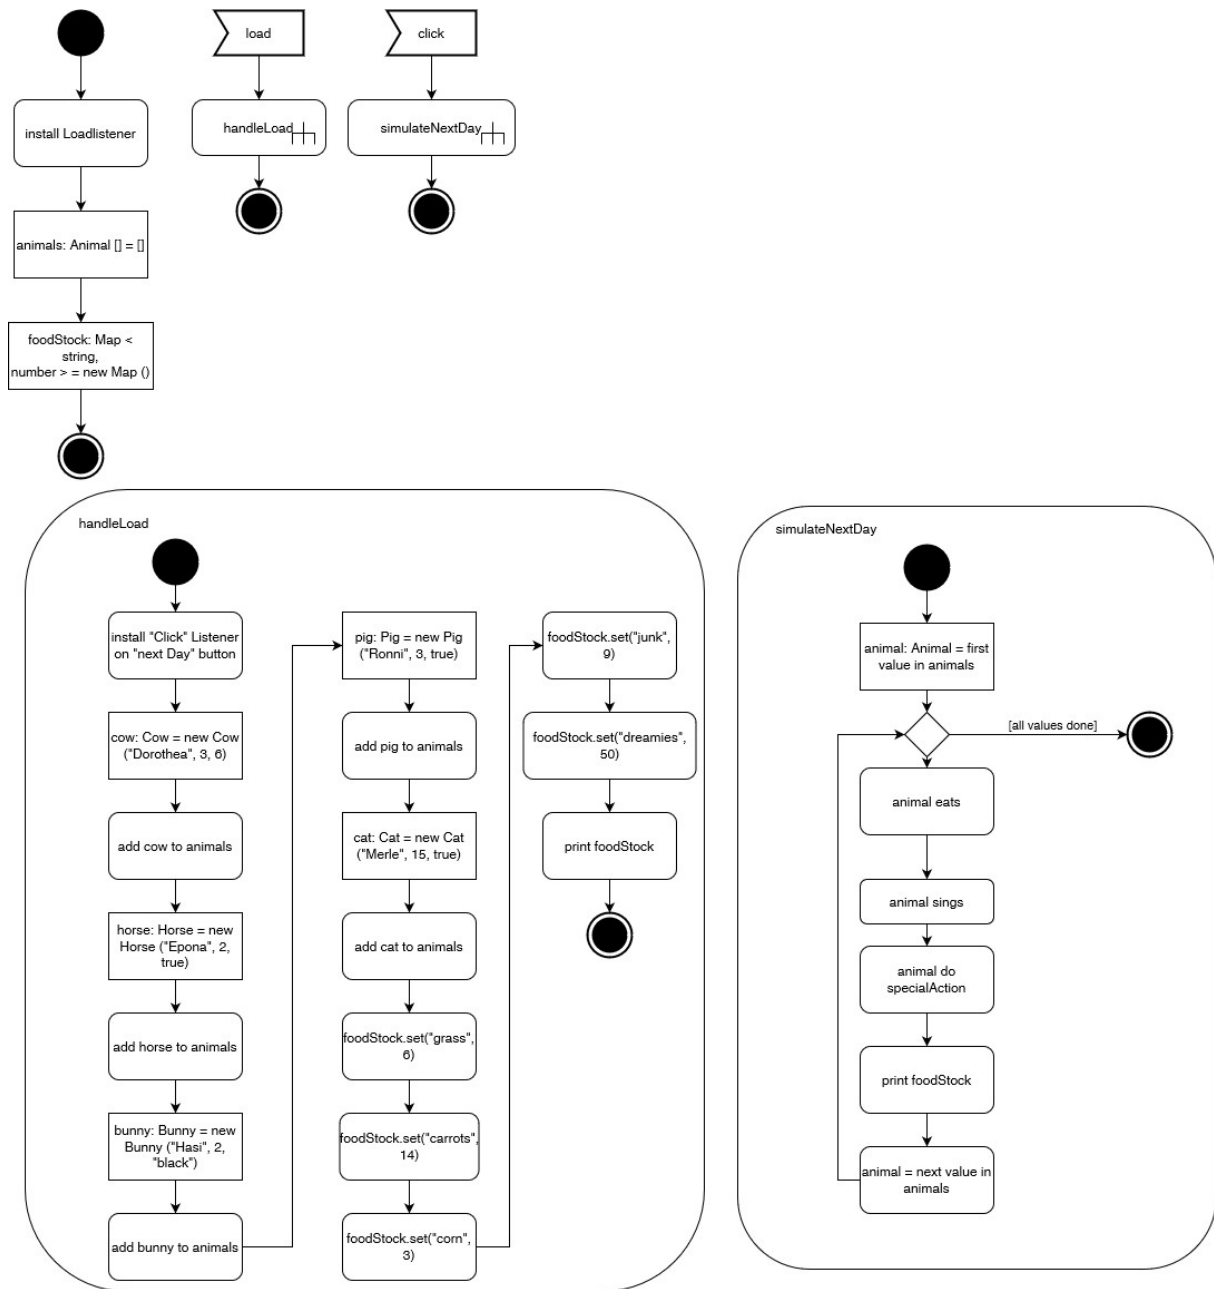 load
click
install Loadlistener
handleLoad
simulateNextDay
animals: Animal [] = []
foodStock: Map <
string,
number > = new Map ()
handleLoad
install "Click" Listener
on "next Day" button
cow: Cow = new Cow
("Dorothea", 3, 6)
add cow to animals
horse: Horse = new
Horse ("Epona", 2,
true)
add horse to animals
bunny: Bunny = new
Bunny ("Hasi", 2,
"black")
add bunny to animals
pig: Pig = new Pig
("Ronni", 3, true)
add pig to animals
cat: Cat = new Cat
("Merle", 15, true)
add cat to animals
foodStock.set("grass",
6)
foodStock.set("carrots",
14)
foodStock.set("corn",
3)
foodStock.set("junk",
9)
foodStock.set("dreamies",
50)
print foodStock
simulateNextDay
animal: Animal = first
value in animals
[all values done]
animal eats
animal sings
animal do
specialAction
print foodStock
animal = next value in
animals